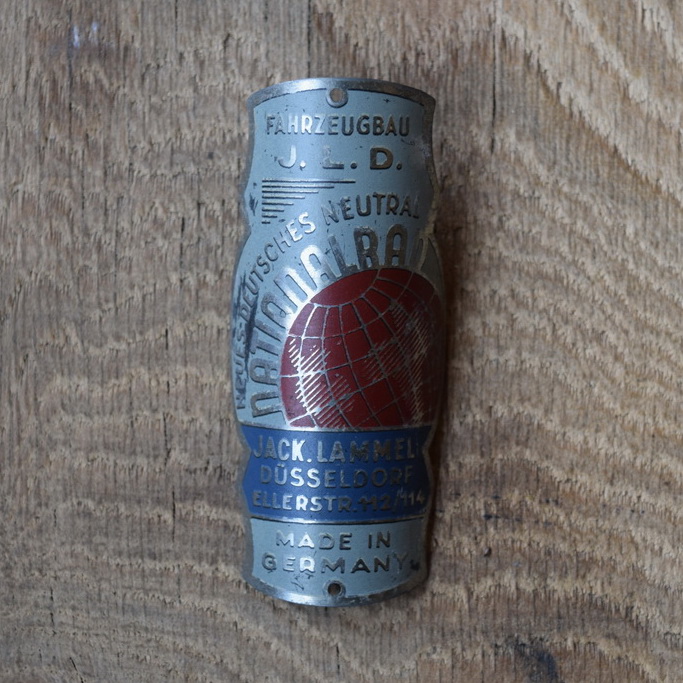 FAHRZEUGBAU
J. L. D.
NEUES DEUTSCHES NEUTRAL
NATIONALRAD
JACK. LAMMEL
DÜSSELDORF
ELLERSTR. 112/114
MADE IN
GERMANY